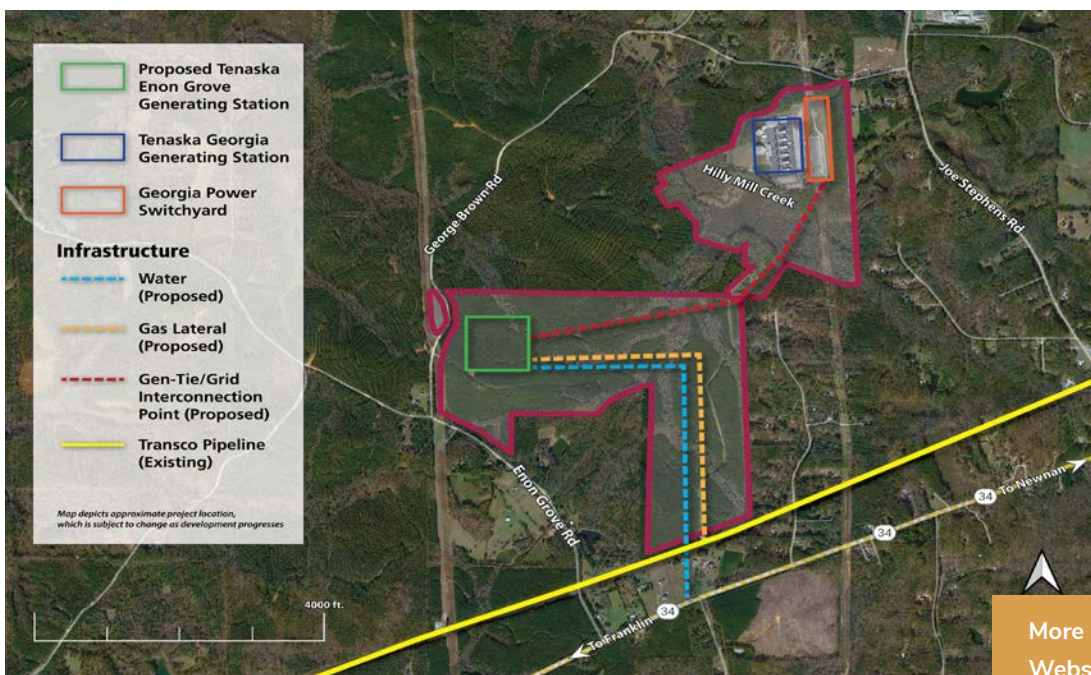 Proposed Tenaska
Enon Grove
Generating Station
Tenaska Georgia
Generating Station
Georgia Power
Switchyard
Infrastructure
Water
(Proposed)
Gas Lateral
(Proposed)
Gen-Tie/Grid
Interconnection
Point (Proposed)
Transco Pipeline
(Existing)
Map depicts approximate project location,
which is subject to change as development progresses
4000 ft.
George Brown Rd
Hilly Mill Creek
Joe Stephens Rd
Enon Grove Rd
To Franklin
34
34
34
To Newnan
More
Webs